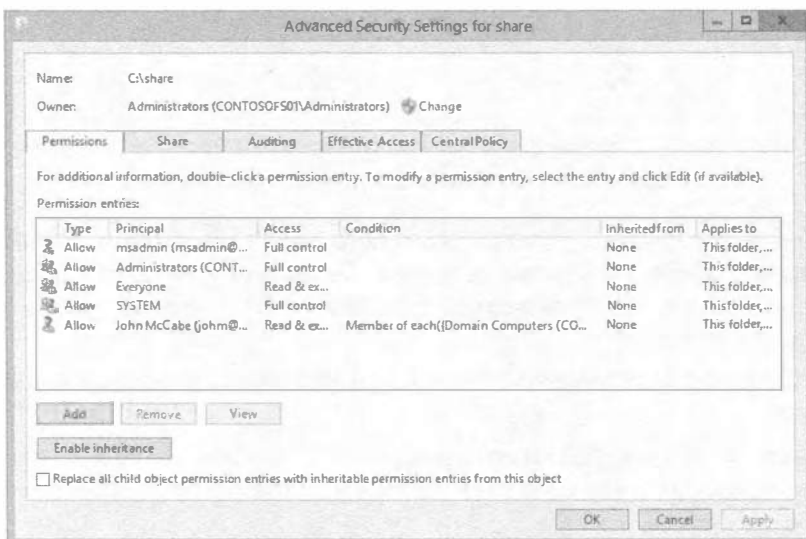 Advanced Security Settings for share
Name: C:\share
Owner: Administrators (CONTOSOFS01\Administrators) Change
Permissions Share Auditing Effective Access Central Policy
For additional information, double-click a permission entry. To modify a permission entry, select the entry and click Edit (if available).
Permission entries:
Type Principal Access Condition Inherited from Applies to
Allow msadmin (msadmin@... Full control None This folder,...
Allow Administrators (CONT... Full control None This folder,...
Allow Everyone Read & ex... None This folder,...
Allow SYSTEM Full control None This folder,...
Allow John McCabe (johm@... Read & ex... Member of each({Domain Computers (CO... None This folder,...
Add Remove View
Enable inheritance
Replace all child object permission entries with inheritable permission entries from this object
OK Cancel Apply